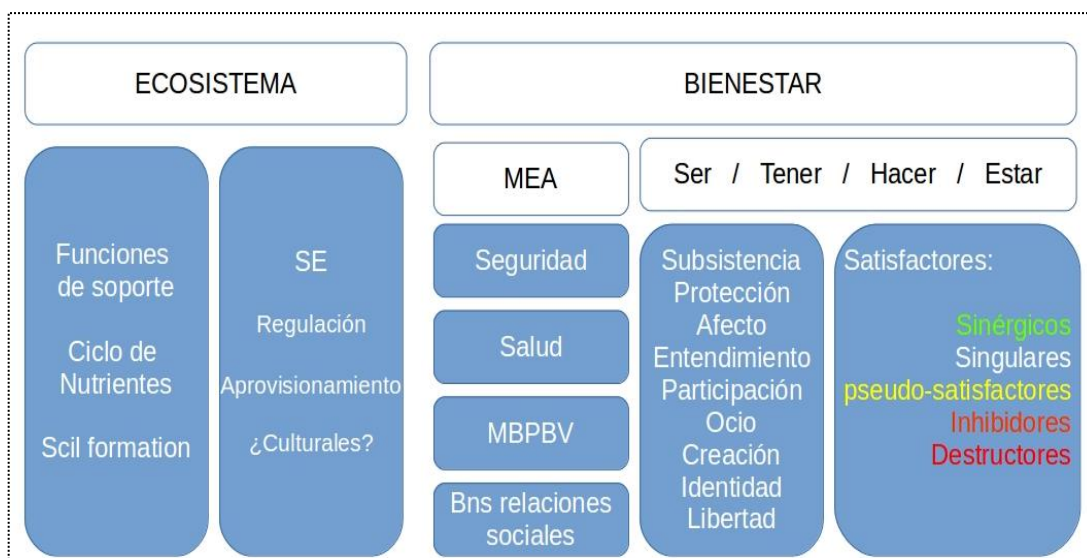 ECOSISTEMA
BIENESTAR
MEA
Ser / Tener / Hacer / Estar
Funciones
de soporte
Ciclo de
Nutrientes
Scil formation
SE
Regulación
Aprovisionamiento
¿Culturales?
Seguridad
Salud
MBPBV
Bns relaciones
sociales
Subsistencia
Protección
Afecto
Entendimiento
Participación
Ocio
Creación
Identidad
Libertad
Satisfactores:
Sinérgicos
Singulares
pseudo-satisfactores
Inhibidores
Destructores